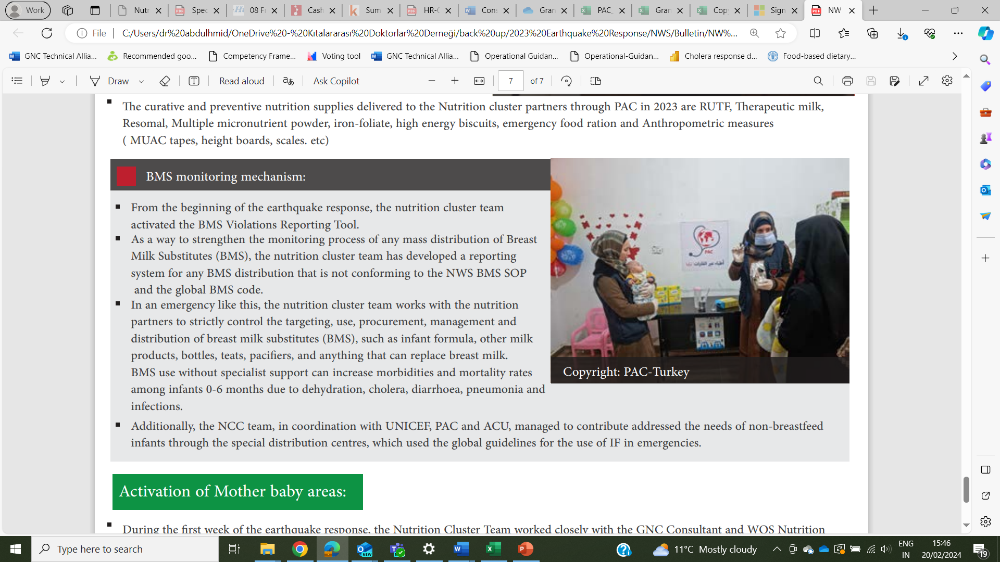 Work
Nutr
Spec
08 F
Cash
Sum
HR-
Cons
Gran
PAC_
Gran
Cop
Sign
NW
File
C:/Users/dr%20abdulhmid/OneDrive%20-%20Kıtalararası%20Doktorlar%20Derneği/back%20up/2023%20Earthquake%20Response/NWS/Bulletin/NW%...
GNC Technical Allia...
Recommended goo...
Competency Frame...
Voting tool
GNC Technical Allia...
Operational Guidan...
Operational-Guidan...
Cholera response d...
Food-based dietary...
Draw
Read aloud
Ask Copilot
7
of 7
The curative and preventive nutrition supplies delivered to the Nutrition cluster partners through PAC in 2023 are RUTF, Therapeutic milk,
Resomal, Multiple micronutrient powder, iron-foliate, high energy biscuits, emergency food ration and Anthropometric measures
( MUAC tapes, height boards, scales. etc)
BMS monitoring mechanism:
From the beginning of the earthquake response, the nutrition cluster team
activated the BMS Violations Reporting Tool.
As a way to strengthen the monitoring process of any mass distribution of Breast
Milk Substitutes (BMS), the nutrition cluster team has developed a reporting
system for any BMS distribution that is not conforming to the NWS BMS SOP
and the global BMS code.
In an emergency like this, the nutrition cluster team works with the nutrition
partners to strictly control the targeting, use, procurement, management and
distribution of breast milk substitutes (BMS), such as infant formula, other milk
products, bottles, teats, pacifiers, and anything that can replace breast milk.
BMS use without specialist support can increase morbidities and mortality rates
among infants 0-6 months due to dehydration, cholera, diarrhoea, pneumonia and
infections.
PAC
Copyright: PAC-Turkey
Additionally, the NCC team, in coordination with UNICEF, PAC and ACU, managed to contribute addressed the needs of non-breastfeed
infants through the special distribution centres, which used the global guidelines for the use of IF in emergencies.
Activation of Mother baby areas:
During the first week of the earthquake response, the Nutrition Cluster Team worked closely with the GNC Consultant and WOS Nutrition
Type here to search
11°C Mostly cloudy
ENG
IN
15:46
20/02/2024
19